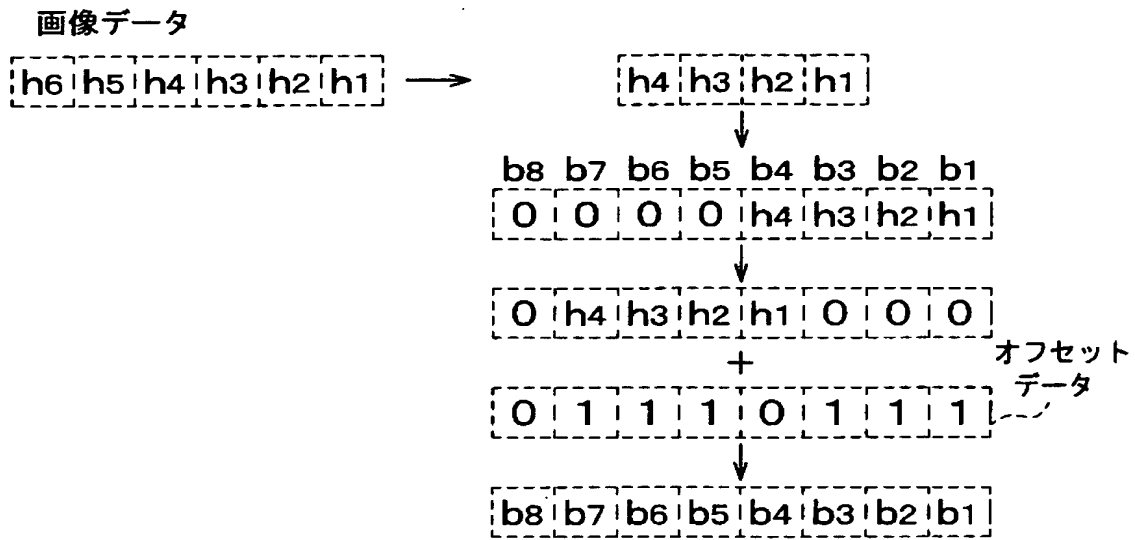 画像データ
h6 h5 h4 h3 h2 h1
h4 h3 h2 h1
b8 b7 b6 b5 b4 b3 b2 b1
0 0 0 0 h4 h3 h2 h1
0 h4 h3 h2 h1 0 0 0
+
オフセット
データ
0 1 1 1 0 1 1 1
b8 b7 b6 b5 b4 b3 b2 b1